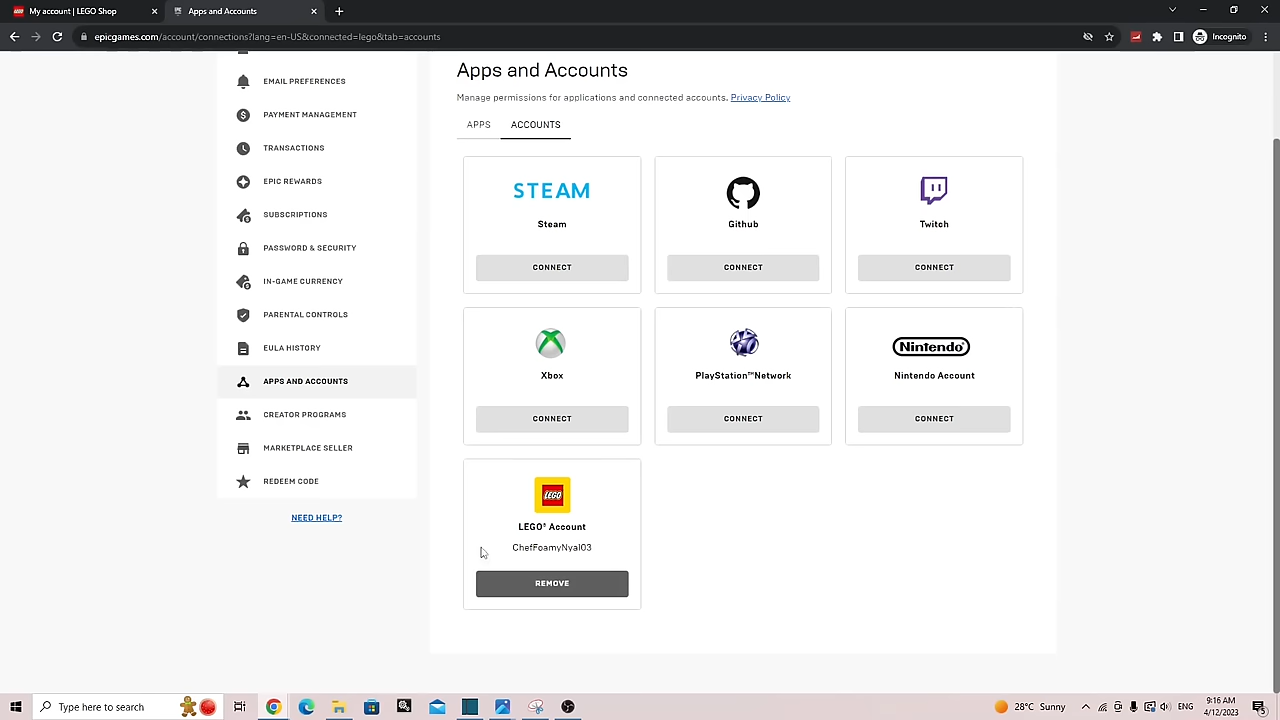 My account | LEGO Shop
Apps and Accounts
epicgames.com/account/connections?lang=en-US&connected=lego&tab=accounts
Incognito
EMAIL PREFERENCES
PAYMENT MANAGEMENT
TRANSACTIONS
EPIC REWARDS
SUBSCRIPTIONS
PASSWORD & SECURITY
IN-GAME CURRENCY
PARENTAL CONTROLS
EULA HISTORY
APPS AND ACCOUNTS
CREATOR PROGRAMS
MARKETPLACE SELLER
REDEEM CODE
NEED HELP?
Apps and Accounts
Manage permissions for applications and connected accounts. Privacy Policy
APPS ACCOUNTS
STEAM
Steam
CONNECT
Github
CONNECT
Twitch
CONNECT
Xbox
CONNECT
PlayStation™Network
CONNECT
Nintendo®
Nintendo Account
CONNECT
LEGO
LEGO® Account
ChefFoamyNyal03
REMOVE
Type here to search
28°C Sunny
ENG
9:16 AM
4/12/2023